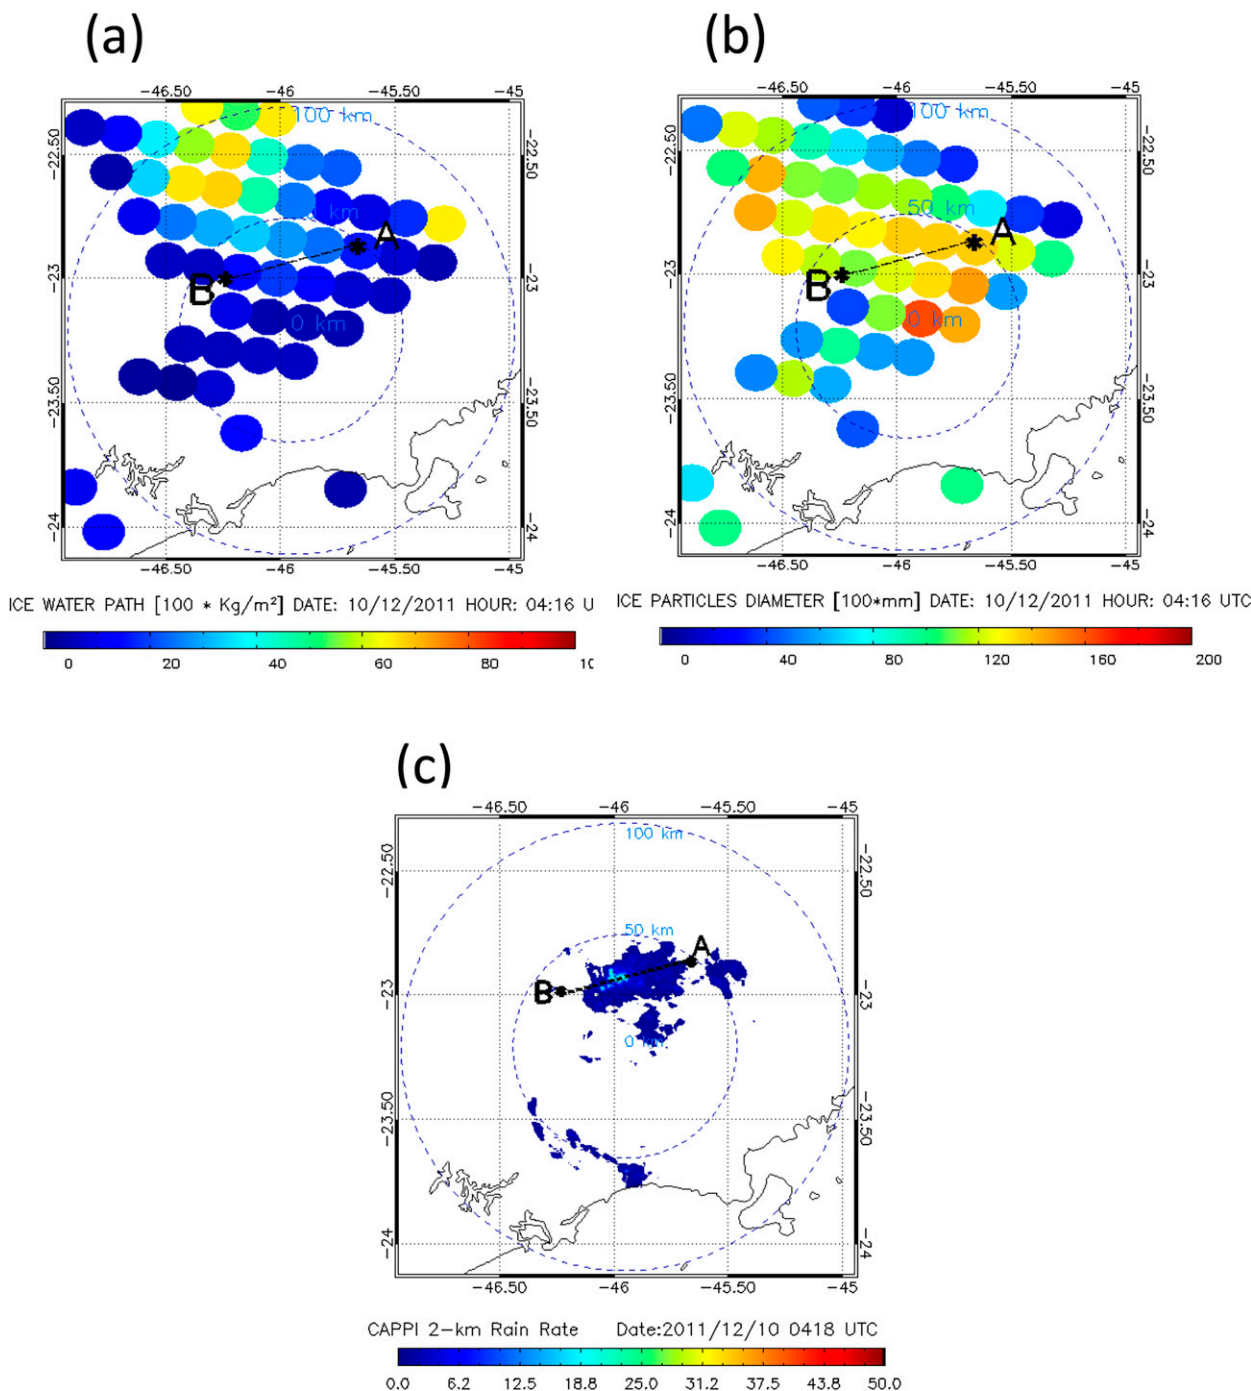 (a)
(b)
−46.50 −46 −45.50 −45
−46.50 −46 −45.50 −45
100 km
100 km
−22.50
−22.50
−22.50
−22.50
50 km
A
A
B
B
−23
−23
−23
−23
0 km
0 km
−23.50
−23.50
−23.50
−23.50
−24
−24
−24
−24
−46.50 −46 −45.50 −45
−46.50 −46 −45.50 −45
ICE WATER PATH [100 * Kg/m²] DATE: 10/12/2011 HOUR: 04:16 U
ICE PARTICLES DIAMETER [100*mm] DATE: 10/12/2011 HOUR: 04:16 UTC
0 20 40 60 80 1
0 40 80 120 160 200
(c)
−46.50 −46 −45.50 −45
100 km
−22.50
−22.50
50 km
A
B
−23
−23
0 km
−23.50
−23.50
−24
−24
−46.50 −46 −45.50 −45
CAPPI 2−km Rain Rate Date:2011/12/10 0418 UTC
0.0 6.2 12.5 18.8 25.0 31.2 37.5 43.8 50.0